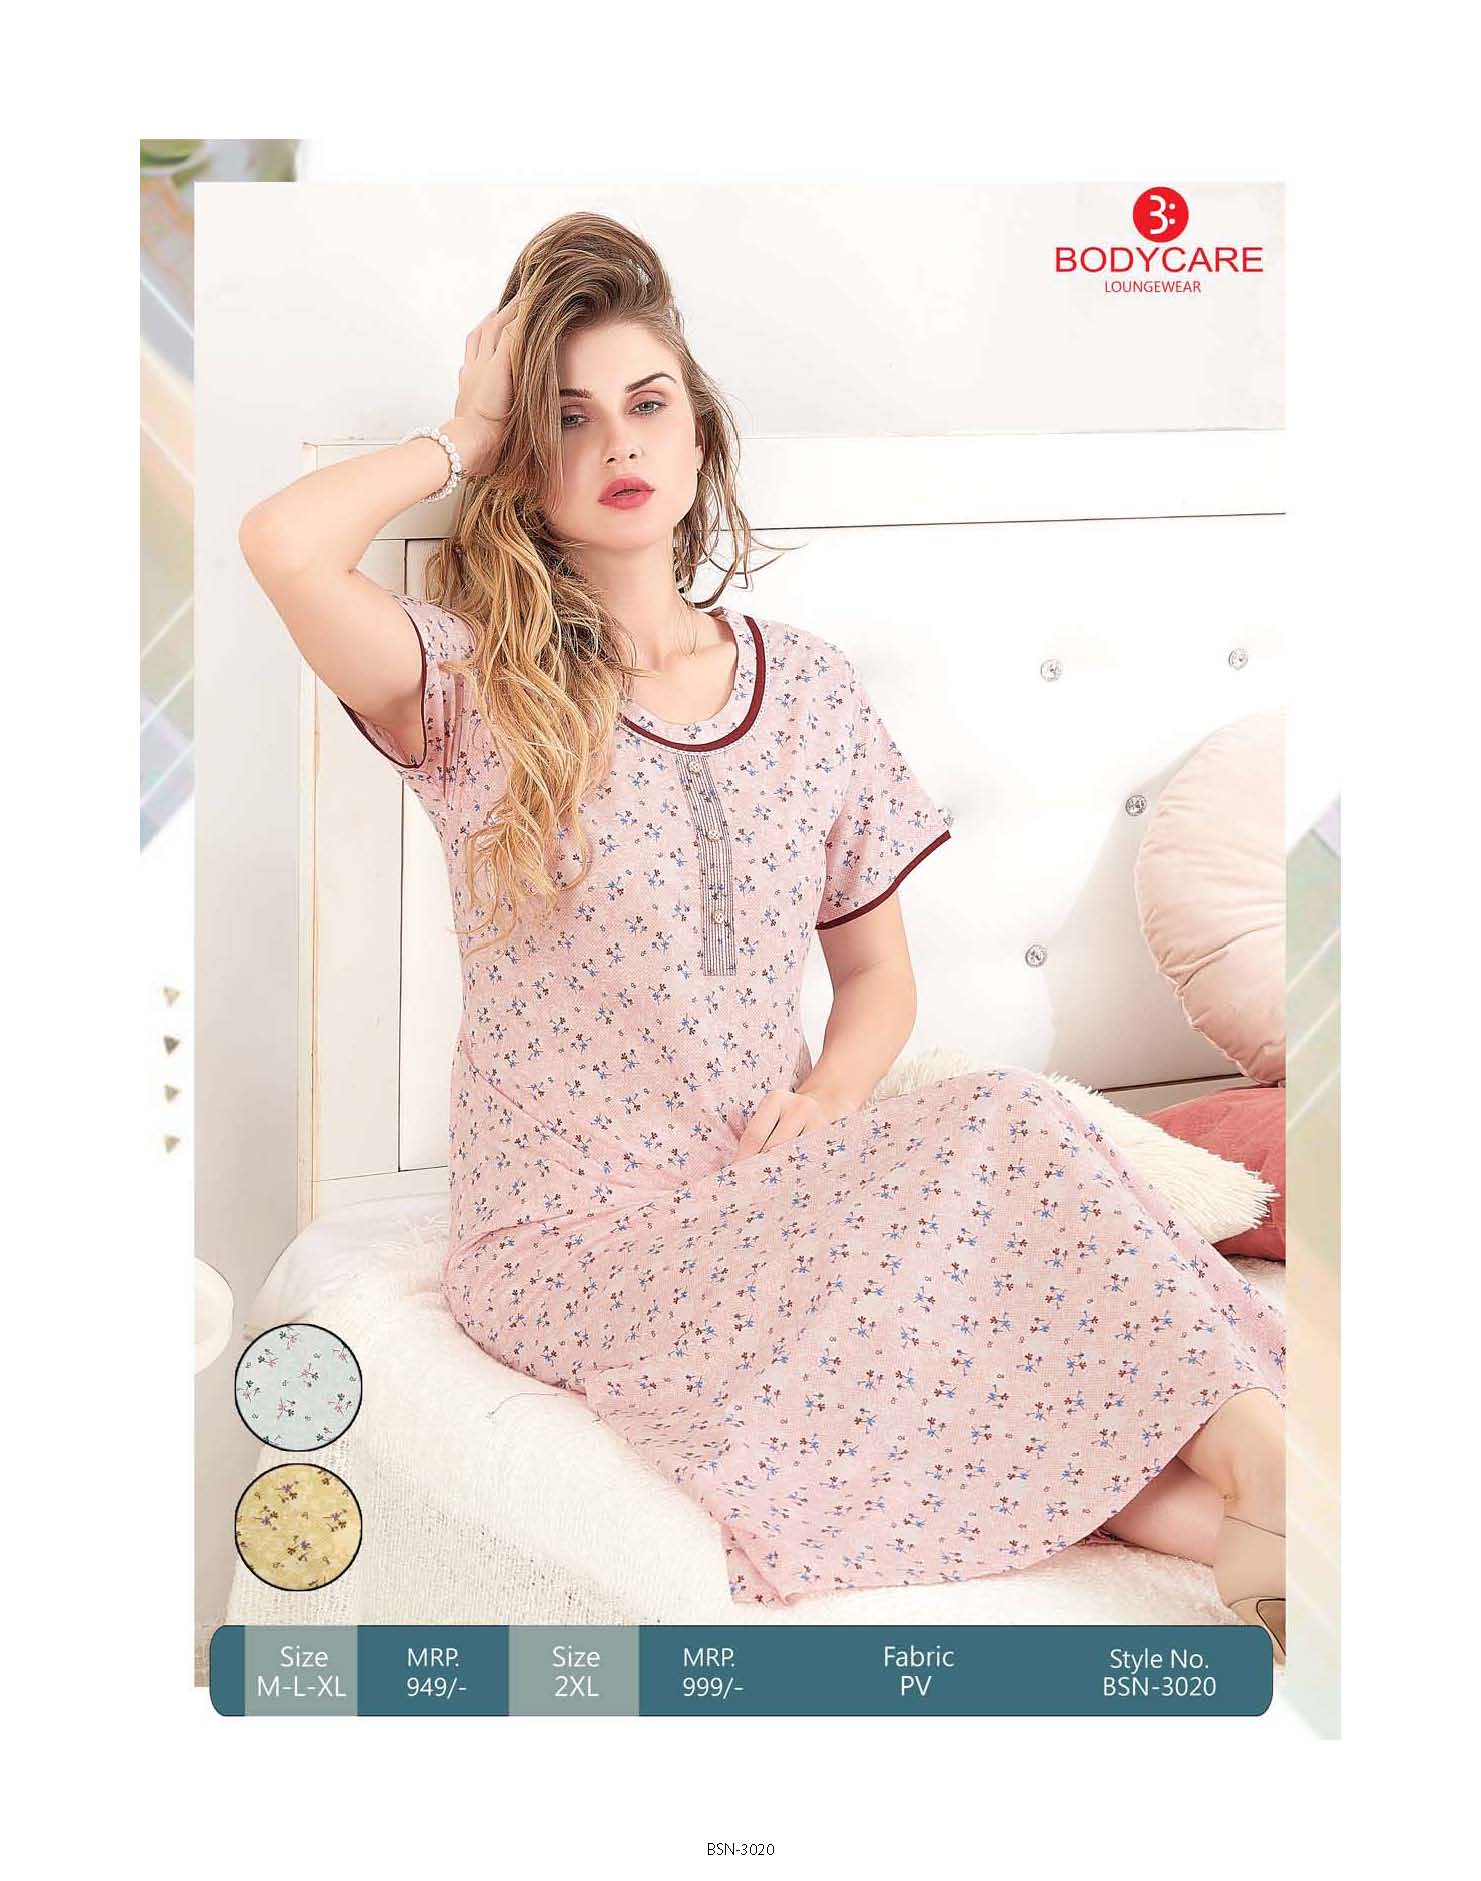 BODYCARE
LOUNGEWEAR
Size
M-L-XL
MRP.
949/-
Size
2XL
MRP.
999/-
Fabric
PV
Style No.
BSN-3020
BSN-3020